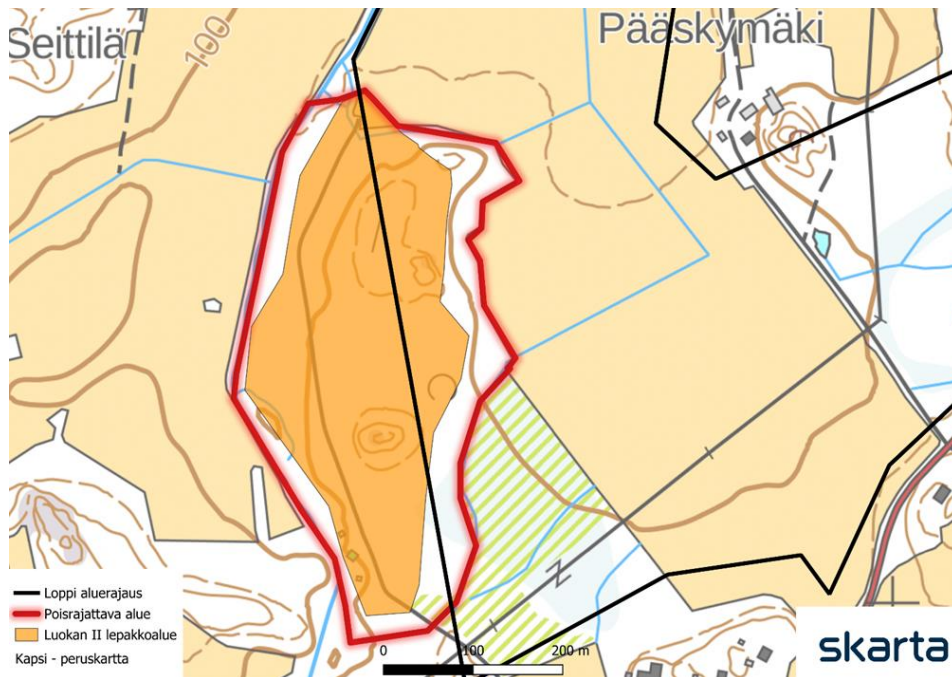 Seittilä
Pääskymäki
100
Loppi aluerajaus
Poisrajattava alue
Luokan II lepakkoalue
Kapsi - peruskartta
0 100 200 m
skarta